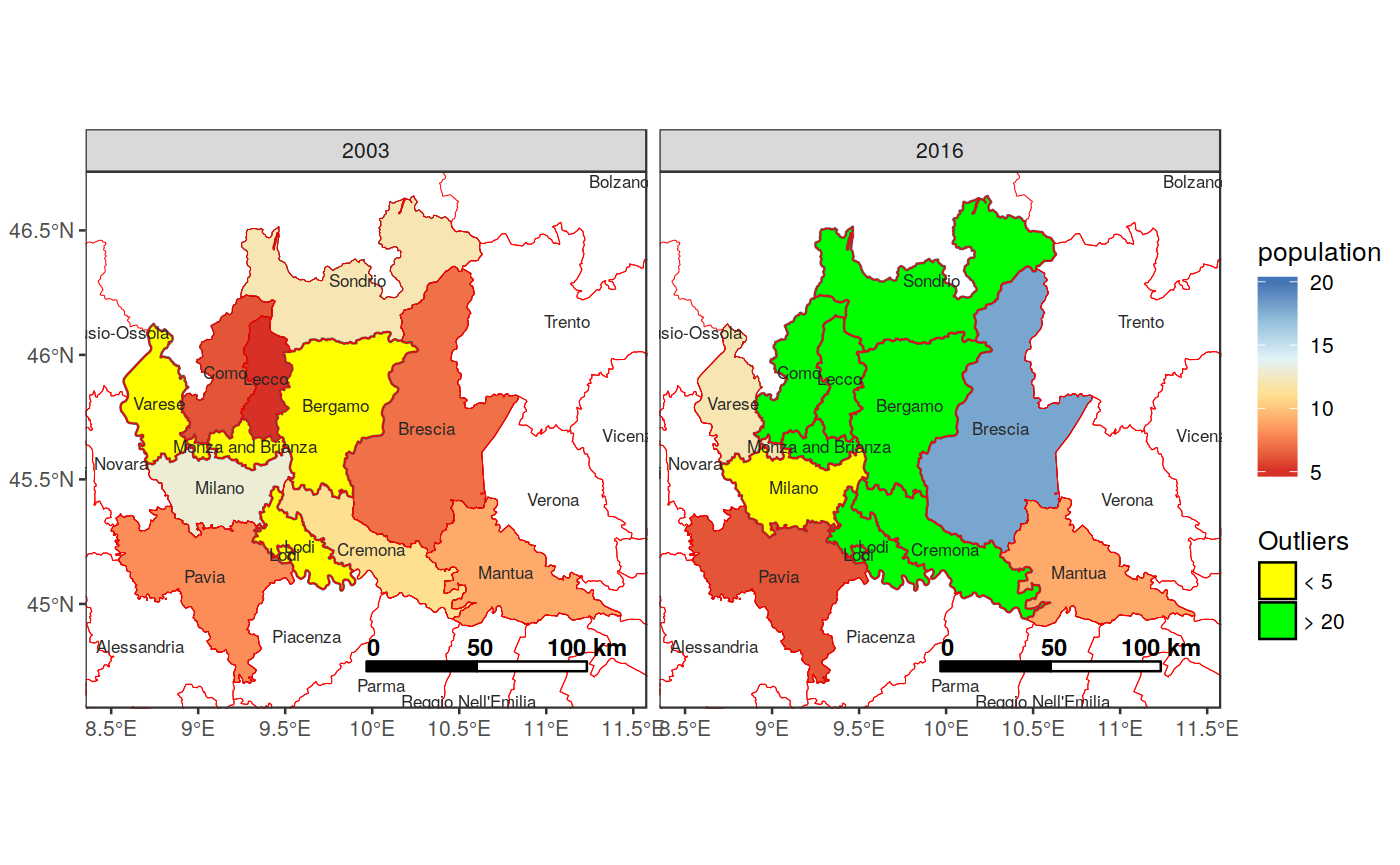 2003
2016
46.5°N
46°N
45.5°N
45°N
Bolzano
Sondrio
Trento
usio-Ossola
Como
Lecco
Varese
Bergamo
Brescia
Monza and Brianza
Vicen
Novara
Milano
Verona
Lodi
Lodi
Cremona
Pavia
Mantua
Piacenza
Alessandria
0 50 100 km
Parma
Reggio Nell'Emilia
8.5°E 9°E 9.5°E 10°E 10.5°E 11°E 11.5°E
Bolzano
Sondrio
Trento
sio-Ossola
Como
Lecco
Varese
Bergamo
Brescia
Monza and Brianza
Vicen
Novara
Milano
Verona
Lodi
Lodi
Cremona
Pavia
Mantua
Piacenza
Alessandria
0 50 100 km
Parma
Reggio Nell'Emilia
8.5°E 9°E 9.5°E 10°E 10.5°E 11°E 11.5°E
population
20
15
10
5
Outliers
< 5
> 20